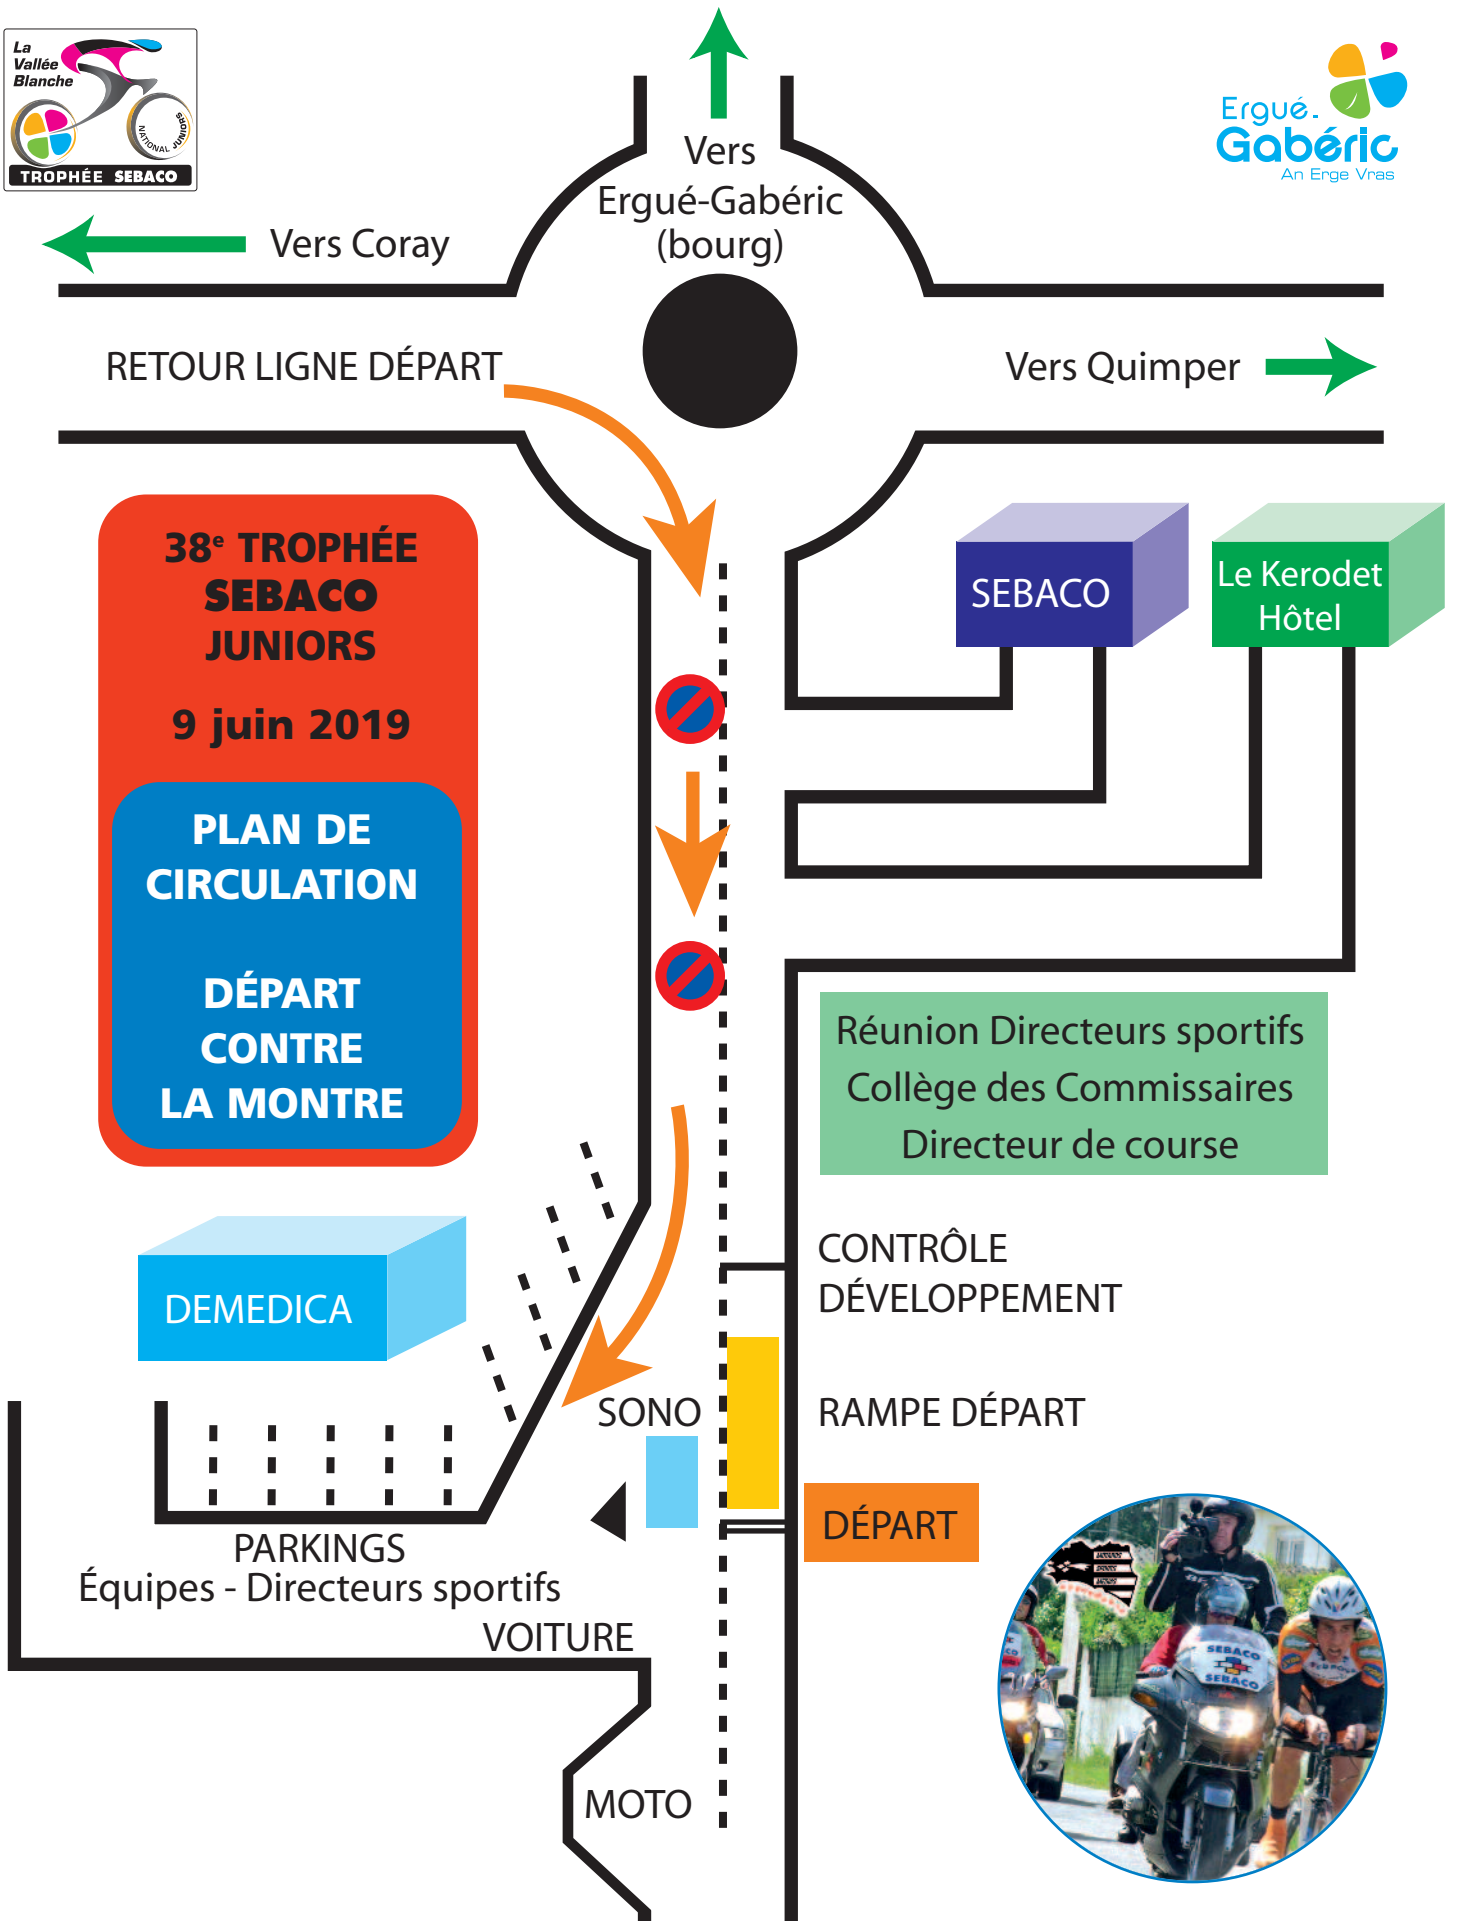 La
Vallée
Blanche
NATIONAL JUNIORS
TROPHÉE SEBACO
Ergué-
Gabéric
An Erge Vras
Vers
Ergué-Gabéric
(bourg)
Vers Coray
RETOUR LIGNE DÉPART
Vers Quimper
38e TROPHÉE
SEBACO
JUNIORS
9 juin 2019
PLAN DE
CIRCULATION
DÉPART
CONTRE
LA MONTRE
SEBACO
Le Kerodet
Hôtel
Réunion Directeurs sportifs
Collège des Commissaires
Directeur de course
CONTRÔLE
DÉVELOPPEMENT
DEMEDICA
SONO
RAMPE DÉPART
DÉPART
PARKINGS
Équipes - Directeurs sportifs
VOITURE
MOTO
SEBACO
SEBACO